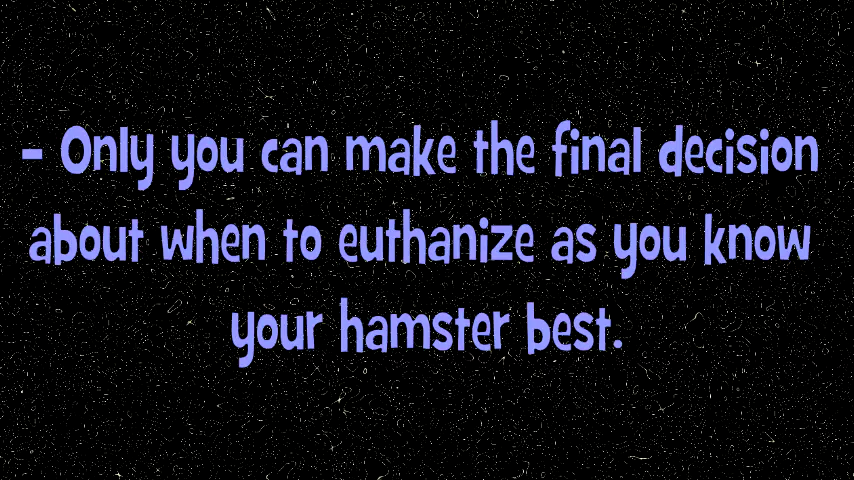 - Only you can make the final decision
about when to euthanize as you know
your hamster best.